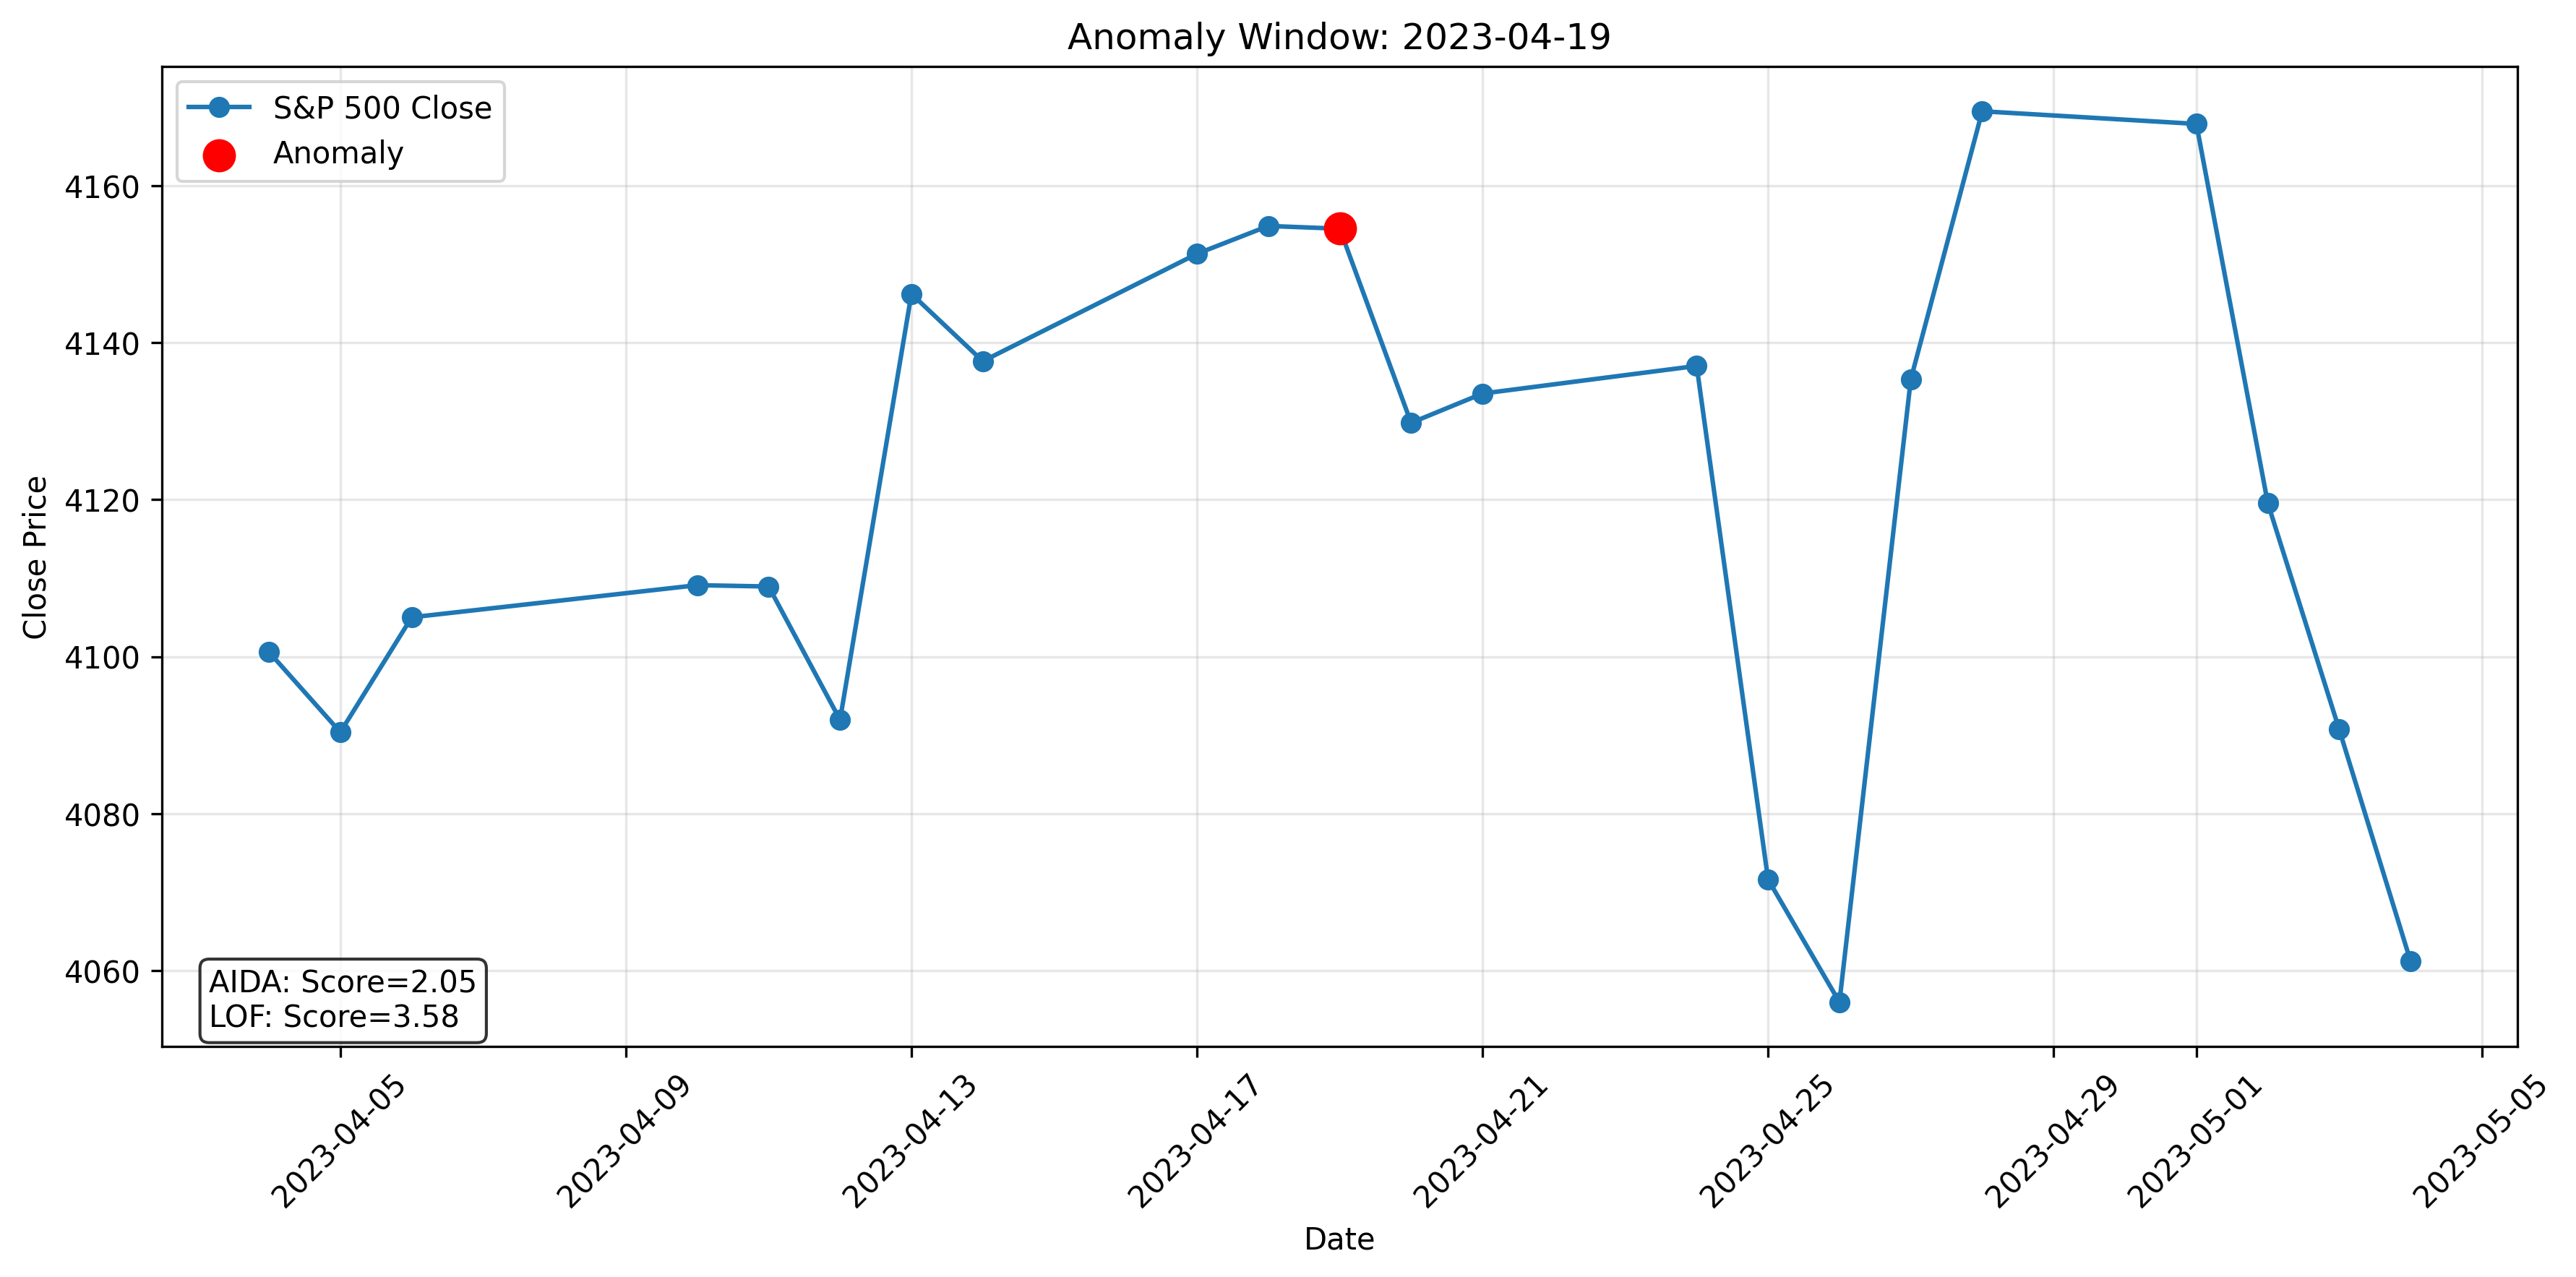 Anomaly Window: 2023-04-19
S&P 500 Close
Anomaly
4160
4140
4120
4100
4080
4060
Close Price
AIDA: Score=2.05
LOF: Score=3.58
2023-04-05
2023-04-09
2023-04-13
2023-04-17
2023-04-21
2023-04-25
2023-04-29
2023-05-01
2023-05-05
Date